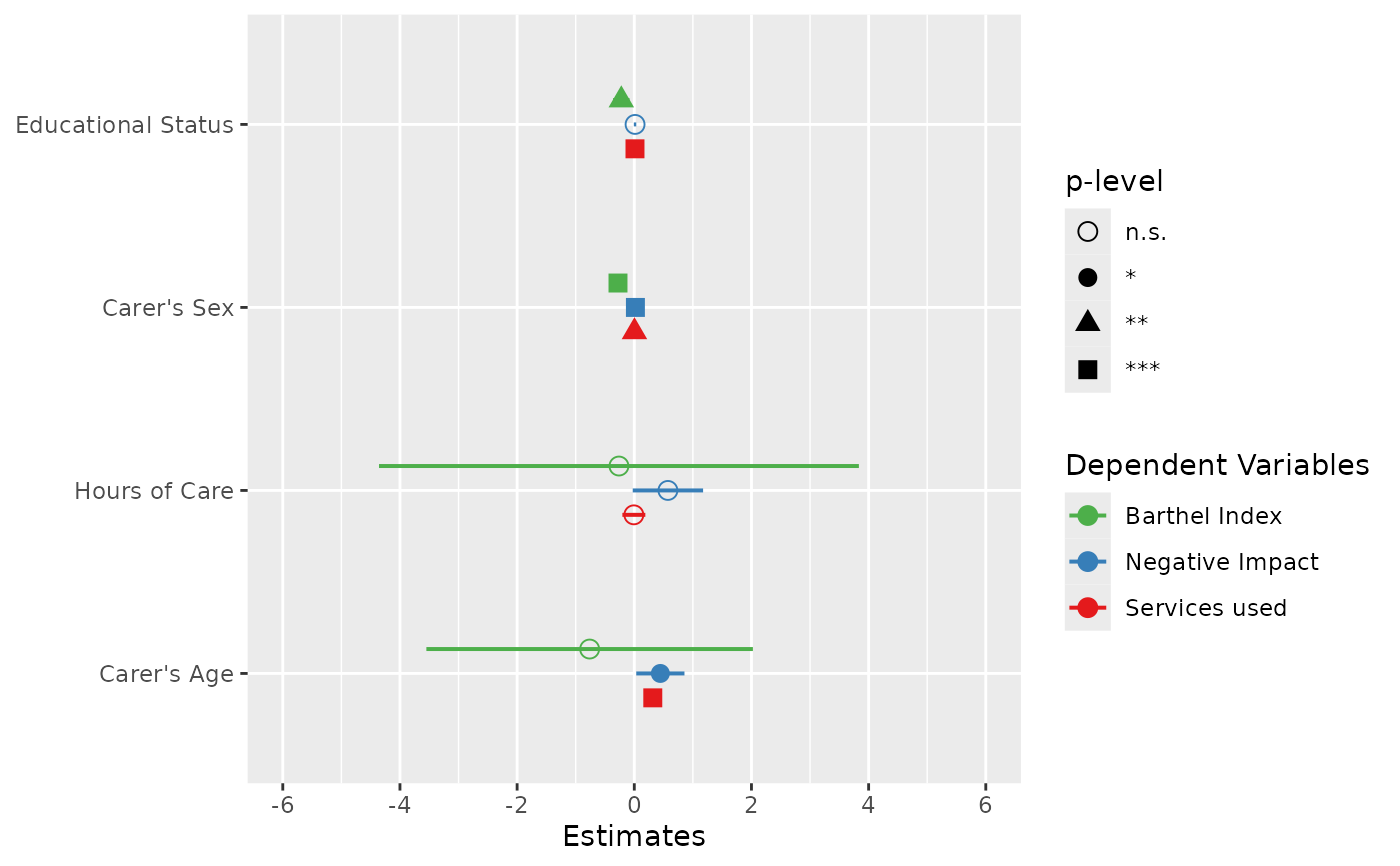 Educational Status
Carer's Sex
Hours of Care
Carer's Age
-6 -4 -2 0 2 4 6
Estimates
p-level
n.s.
*
**
***
Dependent Variables
Barthel Index
Negative Impact
Services used